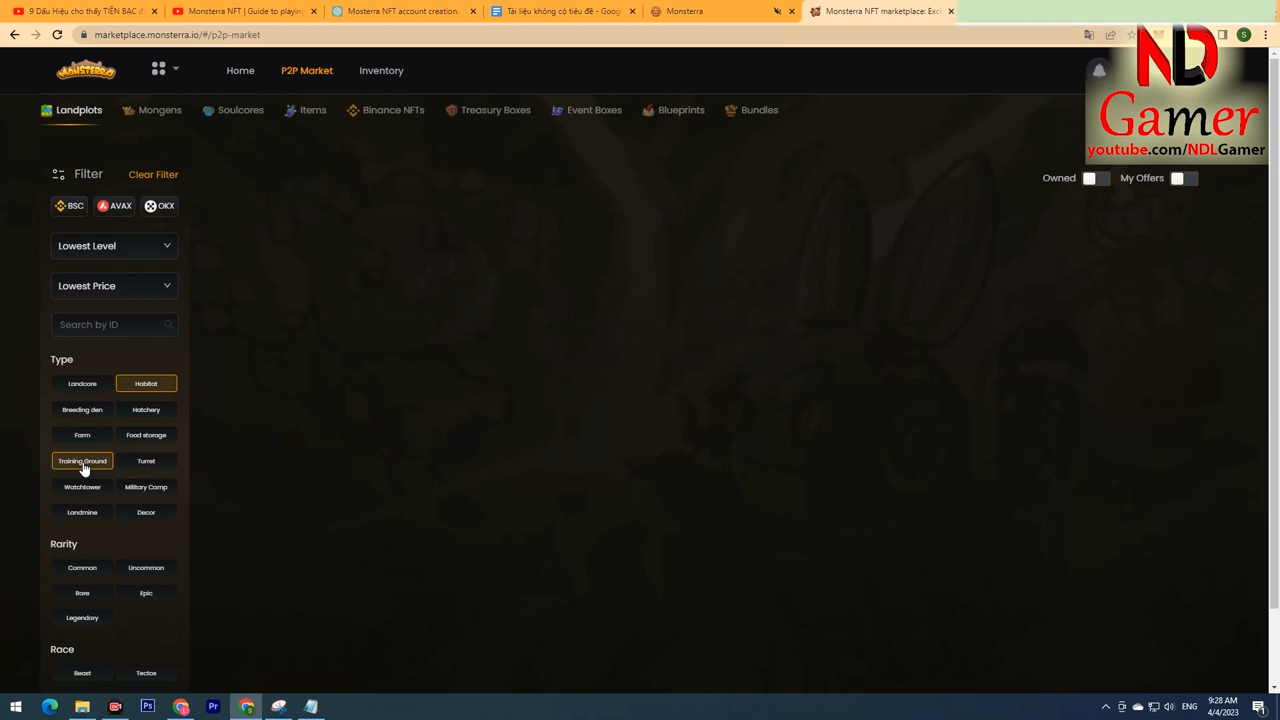 9 Dấu Hiệu cho thấy TIỀN BẠC đ
Monsterra NFT | Guide to playing
Mosterra NFT account creation.
Tài liệu không có tiêu đề - Goog
Monsterra
Monsterra NFT marketplace: Exc
marketplace.monsterra.io/#/p2p-market
S
MONSTERRA
Home
P2P Market
Inventory
NDL
Gamer
youtube.com/NDLGamer
Landplots
Mongens
Soulcores
Items
Binance NFTs
Treasury Boxes
Event Boxes
Blueprints
Bundles
Filter
Clear Filter
Owned
My Offers
BSC
AVAX
OKX
Lowest Level
Lowest Price
Search by ID
Type
Landcore
Habitat
Breeding den
Hatchery
Farm
Food storage
Training Ground
Turret
Watchtower
Military Camp
Landmine
Decor
Rarity
Common
Uncommon
Rare
Epic
Legendary
Race
Beast
Tectos
Ps
Pr
ENG
9:28 AM
4/4/2023
1